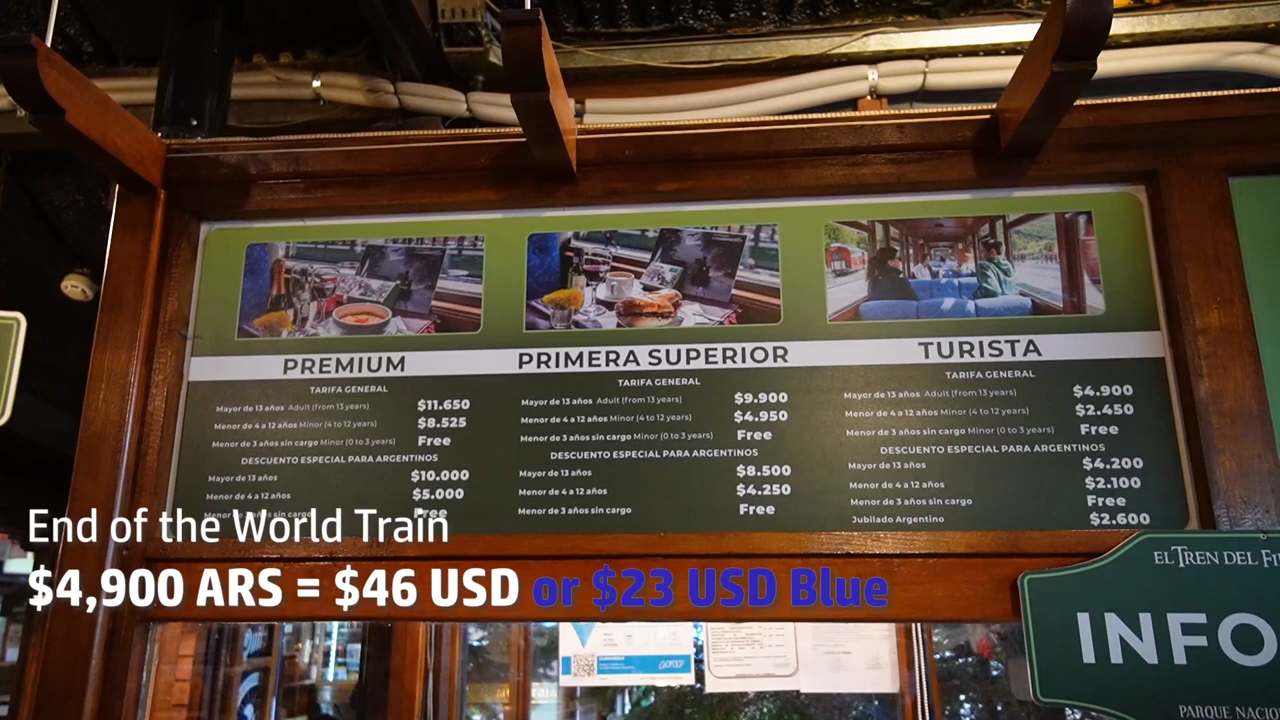 PREMIUM
TARIFA GENERAL
Mayor de 13 años Adult (from 13 years) $11.650
Menor de 4 a 12 años Minor (4 to 12 years) $8.525
Menor de 3 años sin cargo Minor (0 to 3 years) Free
DESCUENTO ESPECIAL PARA ARGENTINOS
Mayor de 13 años $10.000
Menor de 4 a 12 años $5.000
Menor de 3 años sin cargo Free
PRIMERA SUPERIOR
TARIFA GENERAL
Mayor de 13 años Adult (from 13 years) $9.900
Menor de 4 a 12 años Minor (4 to 12 years) $4.950
Menor de 3 años sin cargo Minor (0 to 3 years) Free
DESCUENTO ESPECIAL PARA ARGENTINOS
Mayor de 13 años $8.500
Menor de 4 a 12 años $4.250
Menor de 3 años sin cargo Free
TURISTA
TARIFA GENERAL
Mayor de 13 años Adult (from 13 years) $4.900
Menor de 4 a 12 años Minor (4 to 12 years) $2.450
Menor de 3 años sin cargo Minor (0 to 3 years) Free
DESCUENTO ESPECIAL PARA ARGENTINOS
Mayor de 13 años $4.200
Menor de 4 a 12 años $2.100
Menor de 3 años sin cargo Free
Jubilado Argentino $2.600
End of the World Train
$4,900 ARS = $46 USD or $23 USD Blue
EL TREN DEL FI
INFO
PARQUE NACIO